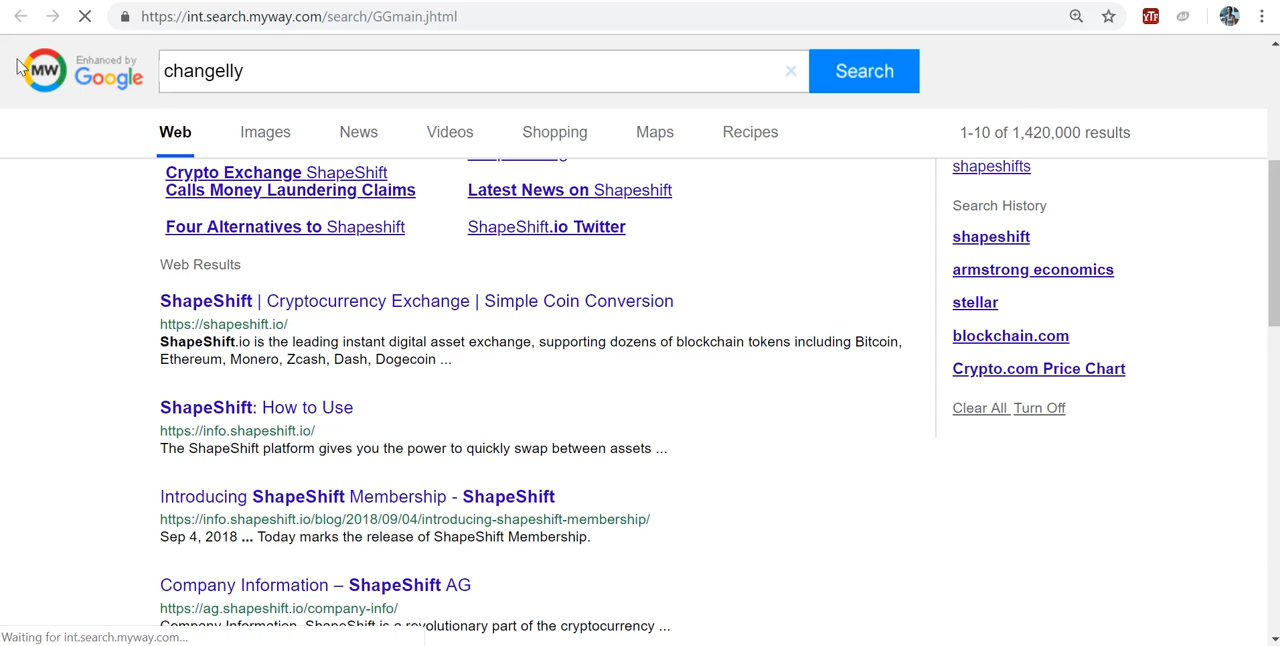 https://int.search.myway.com/search/GGmain.jhtml
YTF
MW
Enhanced by
Google
changelly
Search
Web
Images
News
Videos
Shopping
Maps
Recipes
1-10 of 1,420,000 results
Crypto Exchange ShapeShift
Calls Money Laundering Claims
Latest News on Shapeshift
Four Alternatives to Shapeshift
ShapeShift.io Twitter
shapeshifts
Search History
shapeshift
armstrong economics
stellar
blockchain.com
Crypto.com Price Chart
Clear All Turn Off
Web Results
ShapeShift | Cryptocurrency Exchange | Simple Coin Conversion
https://shapeshift.io/
ShapeShift.io is the leading instant digital asset exchange, supporting dozens of blockchain tokens including Bitcoin,
Ethereum, Monero, Zcash, Dash, Dogecoin ...
ShapeShift: How to Use
https://info.shapeshift.io/
The ShapeShift platform gives you the power to quickly swap between assets ...
Introducing ShapeShift Membership - ShapeShift
https://info.shapeshift.io/blog/2018/09/04/introducing-shapeshift-membership/
Sep 4, 2018 ... Today marks the release of ShapeShift Membership.
Company Information – ShapeShift AG
https://ag.shapeshift.io/company-info/
Company Information. ShapeShift is a revolutionary part of the cryptocurrency ...
Waiting for int.search.myway.com...